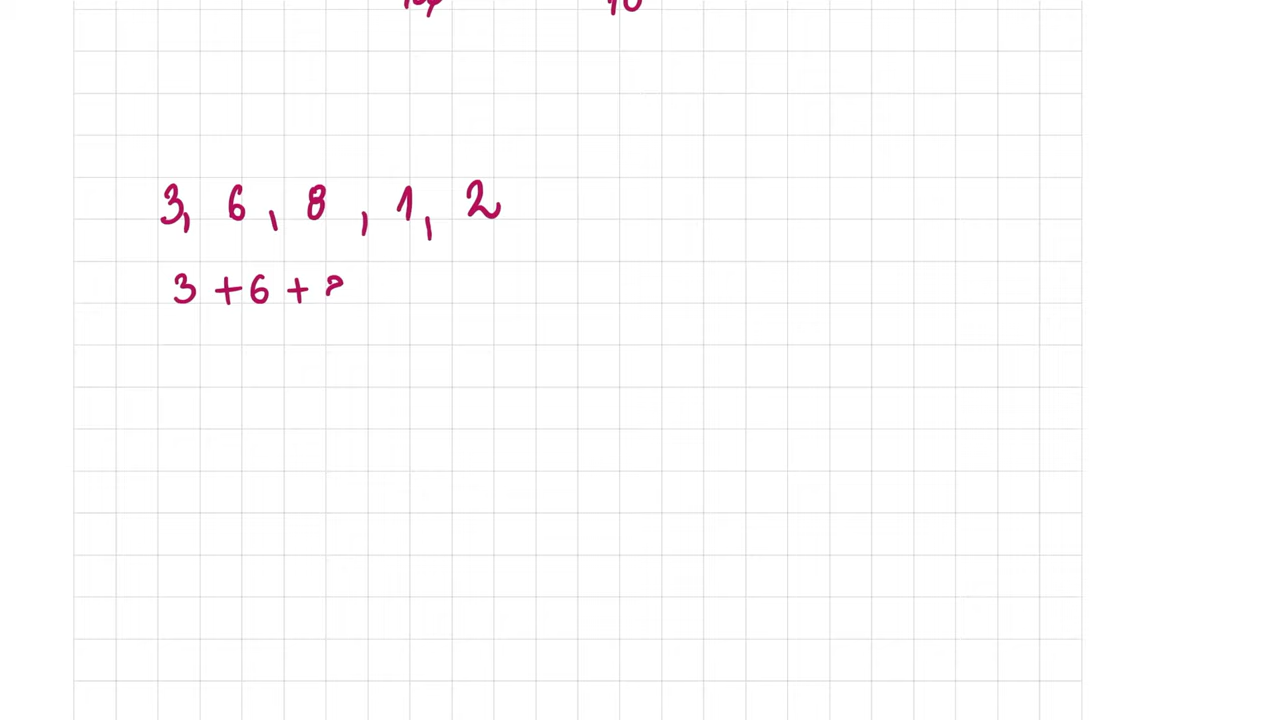 3, 6, 8, 1, 2
3 + 6 +